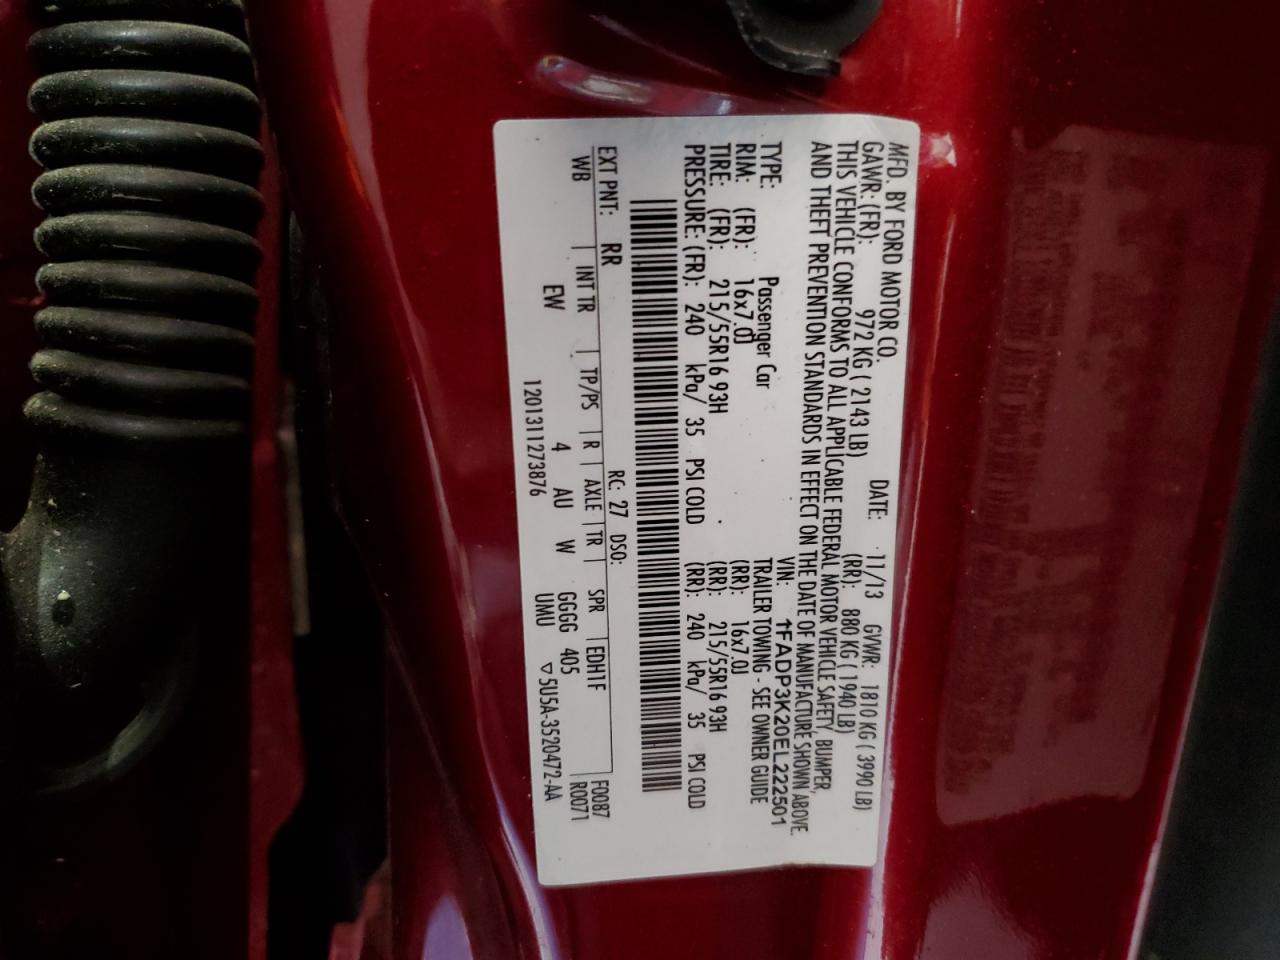 MFD. BY FORD MOTOR CO.
DATE: 11/13 GVWR: 1810 KG ( 3990 LB)
GAWR: (FR): 972 KG ( 2143 LB) (RR): 880 KG ( 1940 LB)
THIS VEHICLE CONFORMS TO ALL APPLICABLE FEDERAL MOTOR VEHICLE SAFETY, BUMPER,
AND THEFT PREVENTION STANDARDS IN EFFECT ON THE DATE OF MANUFACTURE SHOWN ABOVE.
VIN: 1FADP3K20EL222501
TYPE: Passenger Car TRAILER TOWING - SEE OWNER GUIDE
RIM: (FR): 16x7.0J (RR): 16x7.0J
TIRE: (FR): 215/55R16 93H (RR): 215/55R16 93H
PRESSURE: (FR): 240 kPa/ 35 PSI COLD (RR): 240 kPa/ 35 PSI COLD
EXT PNT: RR RC: 27 DSO: F0087
WB INT TR TP/PS R AXLE TR SPR EDH1F R0071
EW 4 AU W GGGG 405
UMU ▽5U5A-3520472-AA
1201311273876